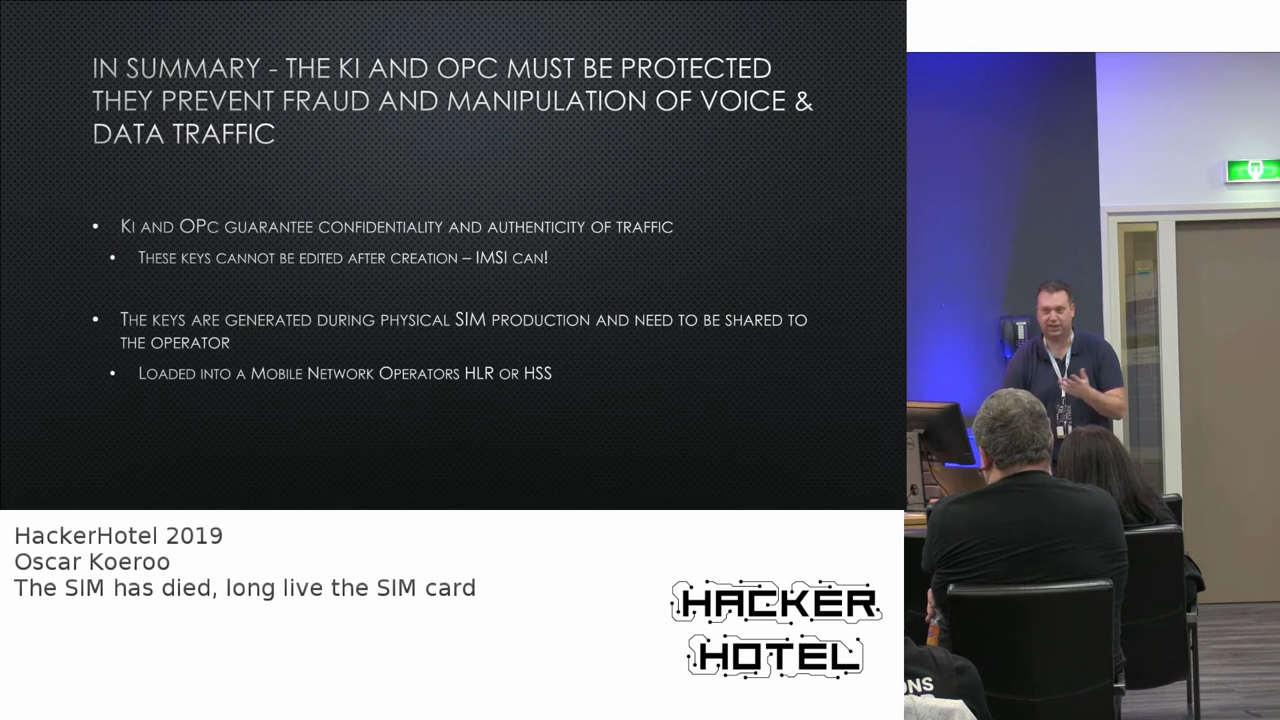 IN SUMMARY - THE KI AND OPC MUST BE PROTECTED
THEY PREVENT FRAUD AND MANIPULATION OF VOICE &
DATA TRAFFIC
• KI AND OPC GUARANTEE CONFIDENTIALITY AND AUTHENTICITY OF TRAFFIC
• THESE KEYS CANNOT BE EDITED AFTER CREATION – IMSI CAN!
• THE KEYS ARE GENERATED DURING PHYSICAL SIM PRODUCTION AND NEED TO BE SHARED TO
THE OPERATOR
• LOADED INTO A MOBILE NETWORK OPERATORS HLR OR HSS
HackerHotel 2019
Oscar Koeroo
The SIM has died, long live the SIM card
HACKER
HOTEL